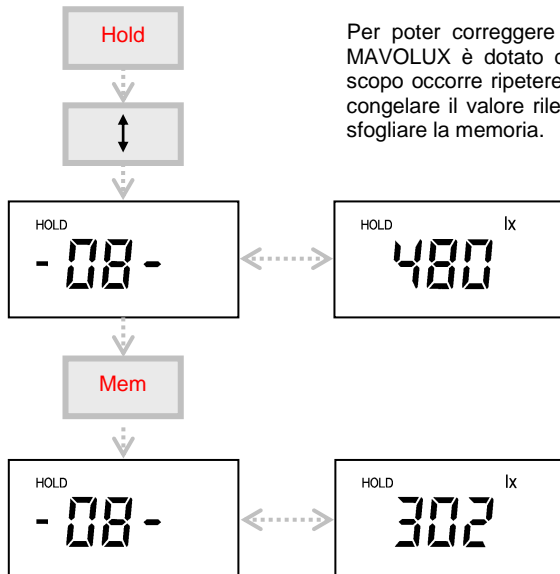 Hold
Per poter correggere
MAVOLUX è dotato
scopo occorre ripetere
congelare il valore
sfogliare la memoria.
HOLD
- 08 -
HOLD lx
480
Mem
HOLD
- 08 -
HOLD lx
302